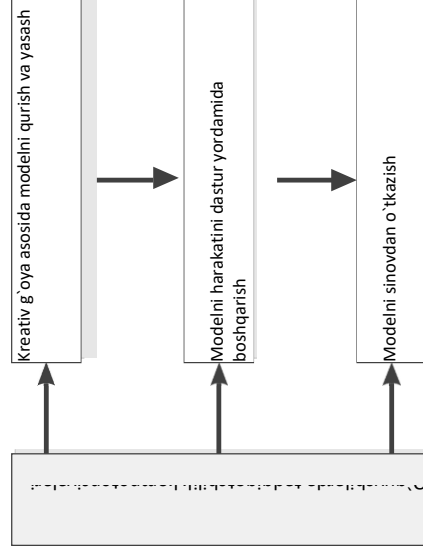 Kreativ g`oya asosida modelni qurish va yasash
Modelni harakatini dastur yordamida
boshqarish
Modelni sinovdan o`tkazish